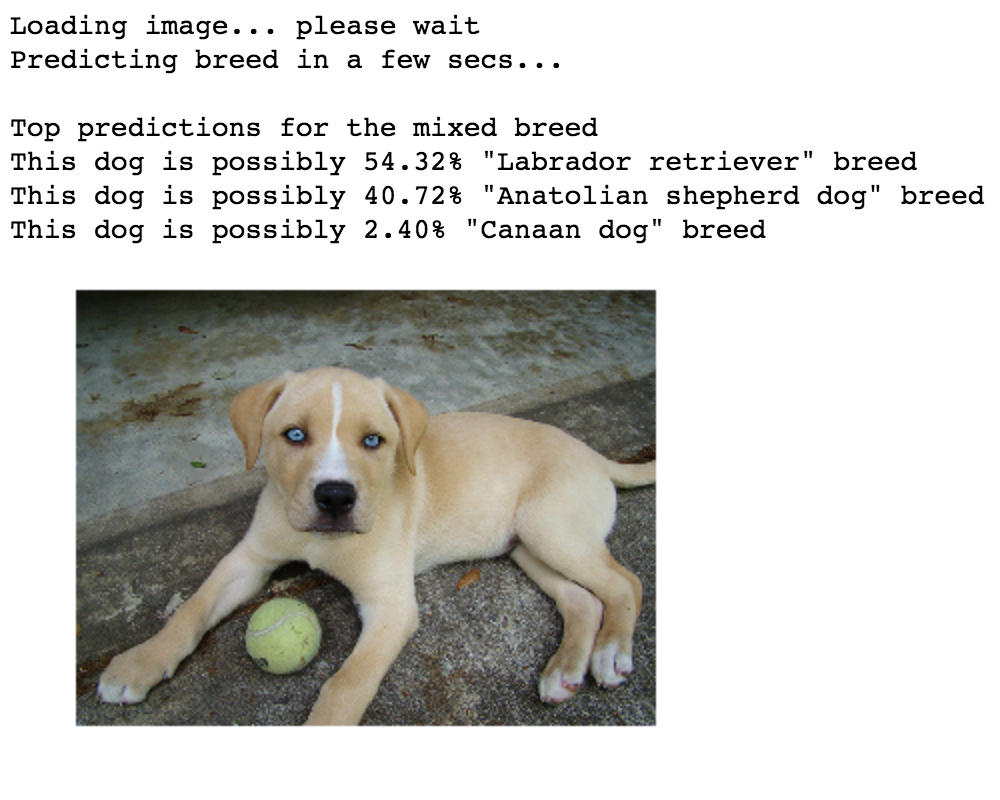 Loading image... please wait
Predicting breed in a few secs...
Top predictions for the mixed breed
This dog is possibly 54.32% "Labrador retriever" breed
This dog is possibly 40.72% "Anatolian shepherd dog" breed
This dog is possibly 2.40% "Canaan dog" breed